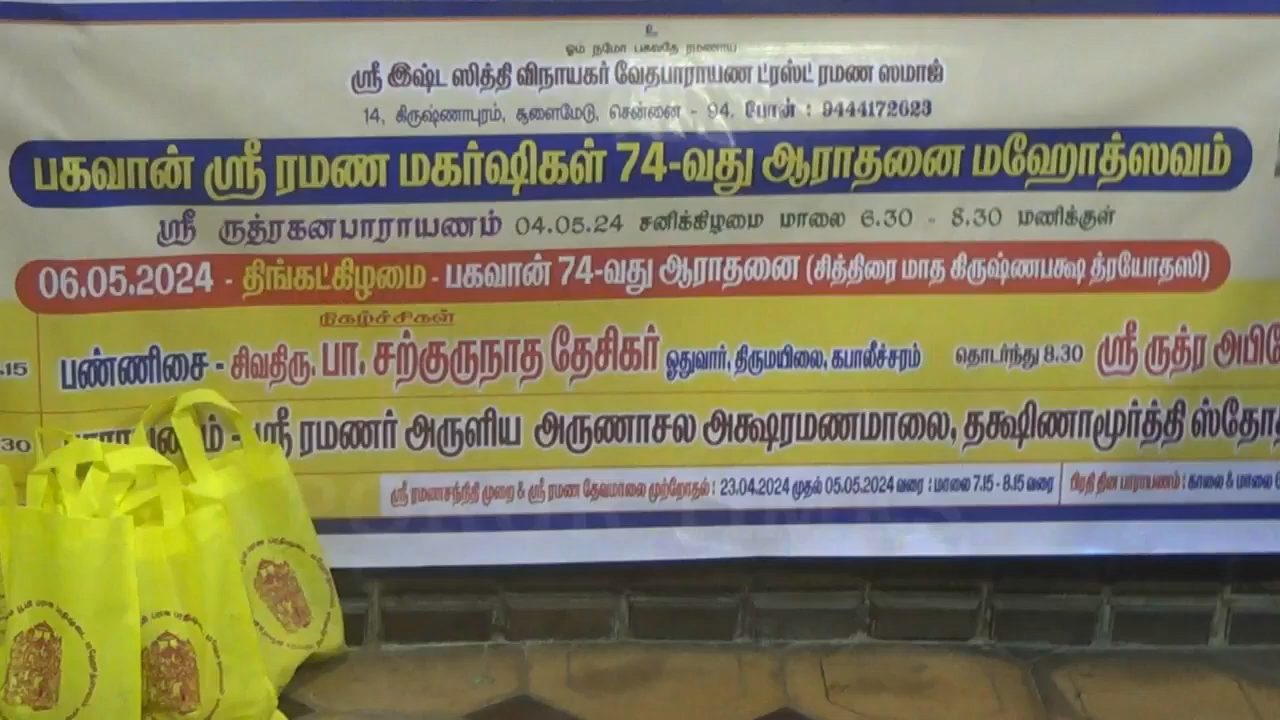 உ
ஓம் நமோ பகவதே ரமணாய
ஸ்ரீ இஷ்ட ஸித்தி விநாயகர் வேதபாராயண ட்ரஸ்ட் ரமண ஸமாஜ்
14, கிருஷ்ணாபுரம், சூளைமேடு, சென்னை - 94. போன் : 9444172623
பகவான் ஸ்ரீ ரமண மகர்ஷிகள் 74-வது ஆராதனை மஹோத்ஸவம்
ஸ்ரீ ருத்ரகனபாராயணம் 04.05.24 சனிக்கிழமை மாலை 6.30 - 8.30 மணிக்குள்
06.05.2024 - திங்கட்கிழமை - பகவான் 74-வது ஆராதனை (சித்திரை மாத கிருஷ்ணபக்ஷ த்ரயோதஸி)
நிகழ்ச்சிகள்
.15 பண்ணிசை - சிவதிரு. பா. சற்குருநாத தேசிகர் ஓதுவார், திருமயிலை, கபாலீச்சரம் தொடர்ந்து 8.30 ஸ்ரீ ருத்ர அபிஷே
30 - ஸ்ரீ ரமணர் அருளிய அருணாசல அக்ஷரமணமாலை, தக்ஷிணாமூர்த்தி ஸ்தோ
ஸ்ரீ ரமணசந்நிதி முறை & ஸ்ரீ ரமண தேவமாலை முற்றோதல் : 23.04.2024 முதல் 05.05.2024 வரை : மாலை 7.15 - 8.15 வரை பிரதி தின பாராயணம் : காலை & மாலை